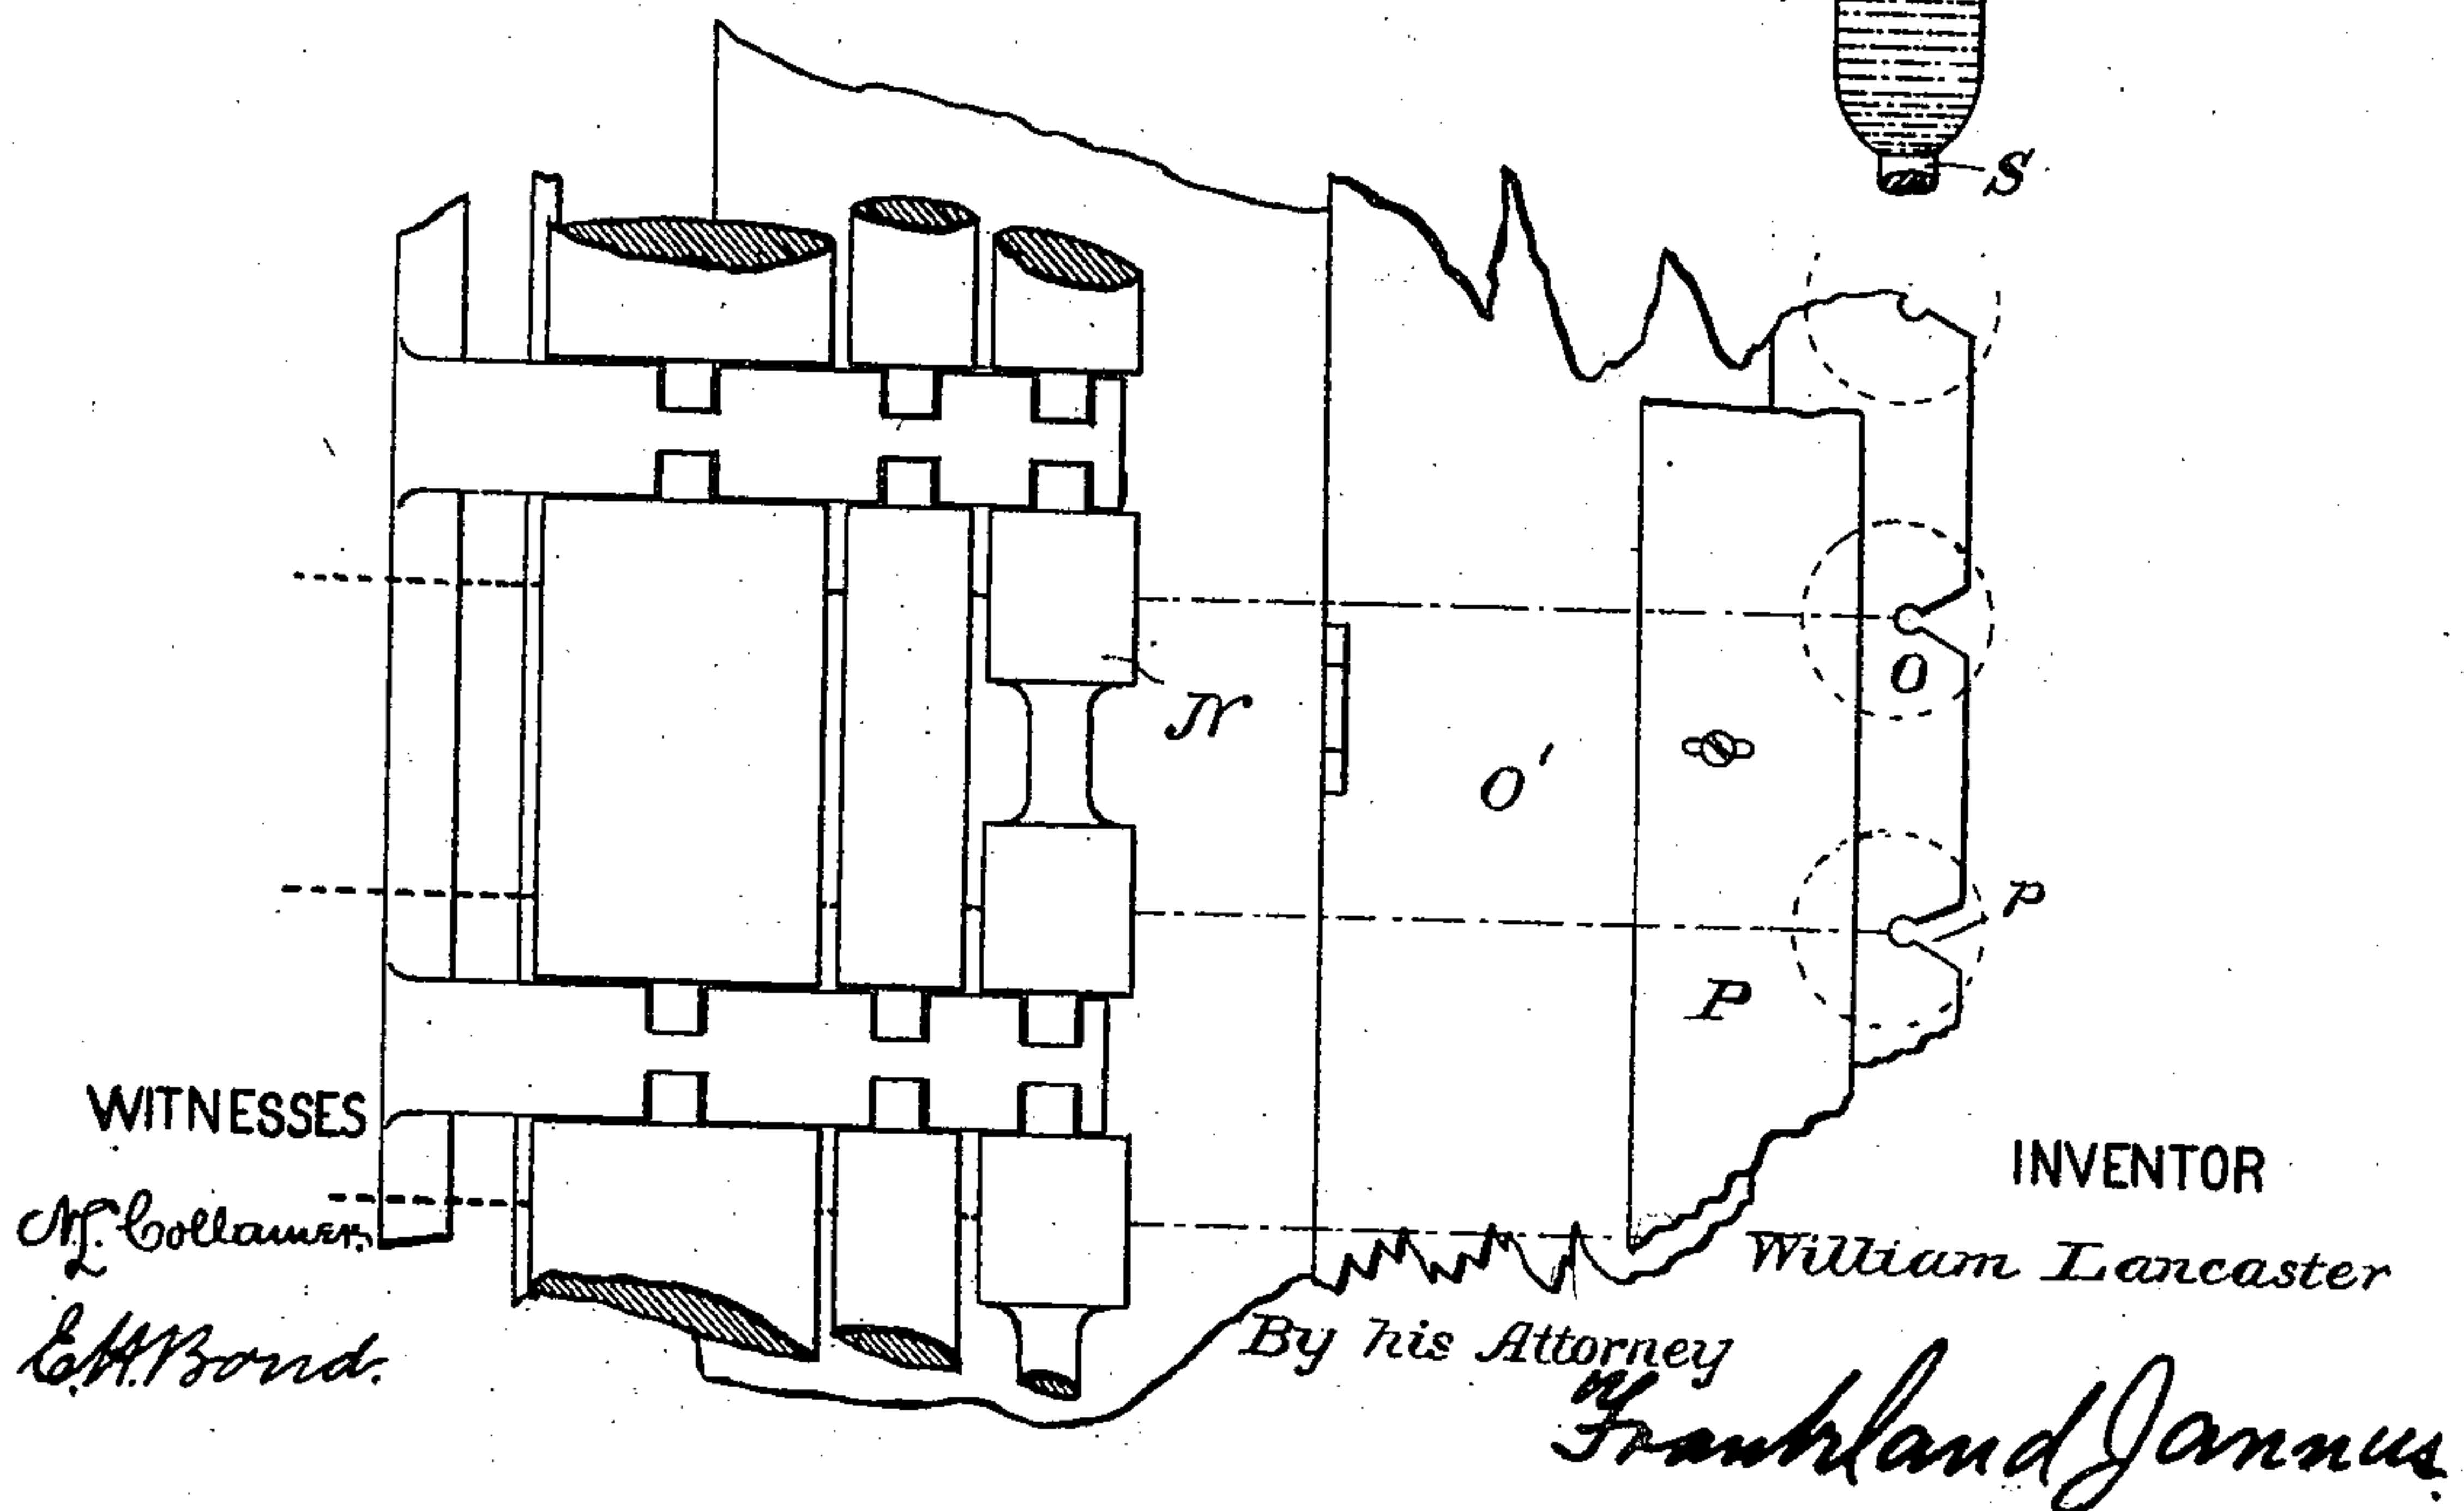 S
N
O
O'
p
P
WITNESSES
N. L. Collamer.
E. H. Bond.
INVENTOR
William Lancaster
By his Attorney
Frankland Jannus.